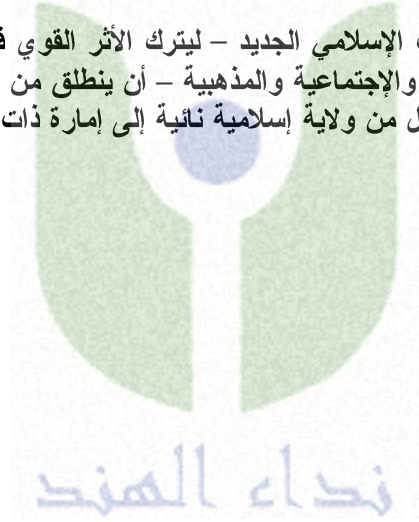 الإسلامي الجديد – ليترك الأثر القوي
والإجتماعية والمذهبية – أن ينطلق من
من ولاية إسلامية نائية إلى إمارة ذات
نداء الهند